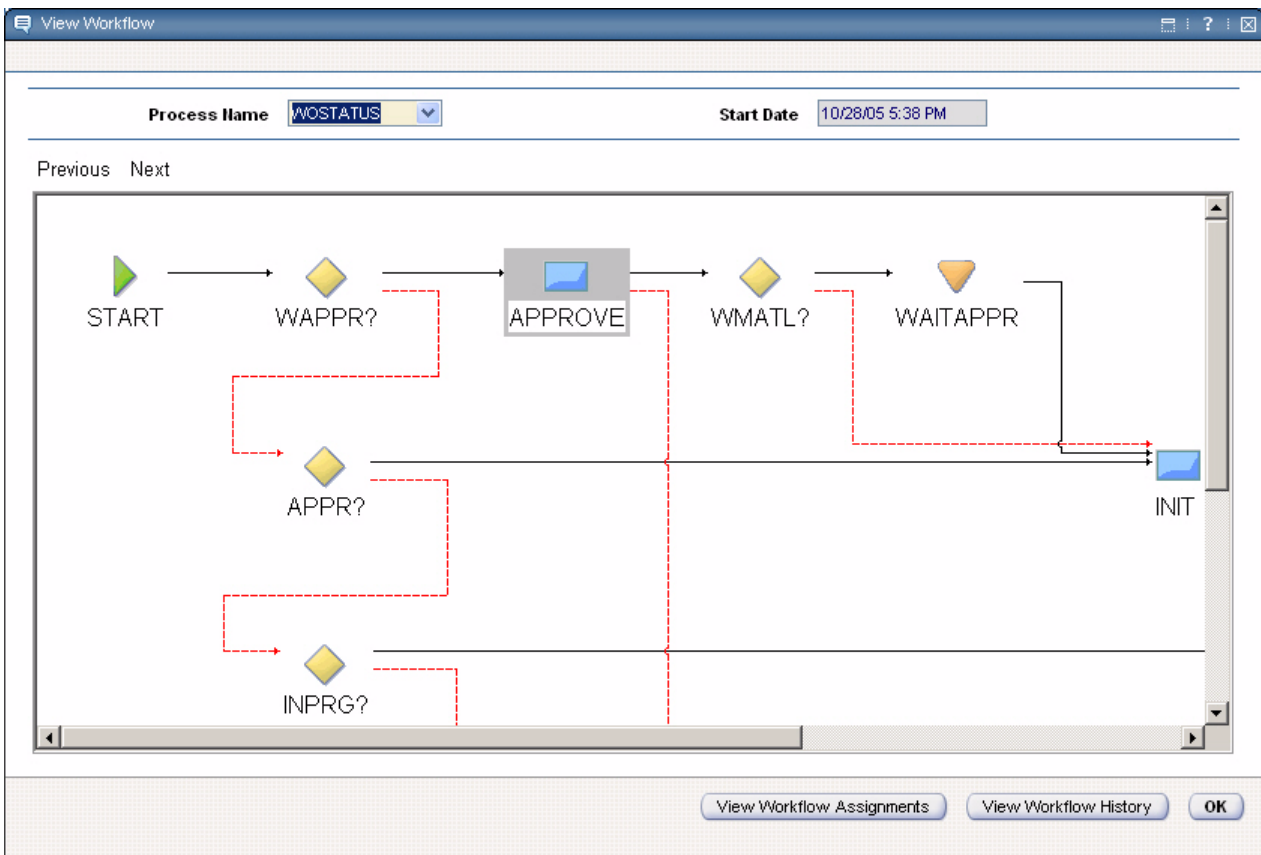 View Workflow
?
Process Name WOSTATUS Start Date 10/28/05 5:38 PM
Previous Next
START WAPPR? APPROVE WMATL? WAITAPPR
APPR? INIT
INPRG?
View Workflow Assignments View Workflow History OK